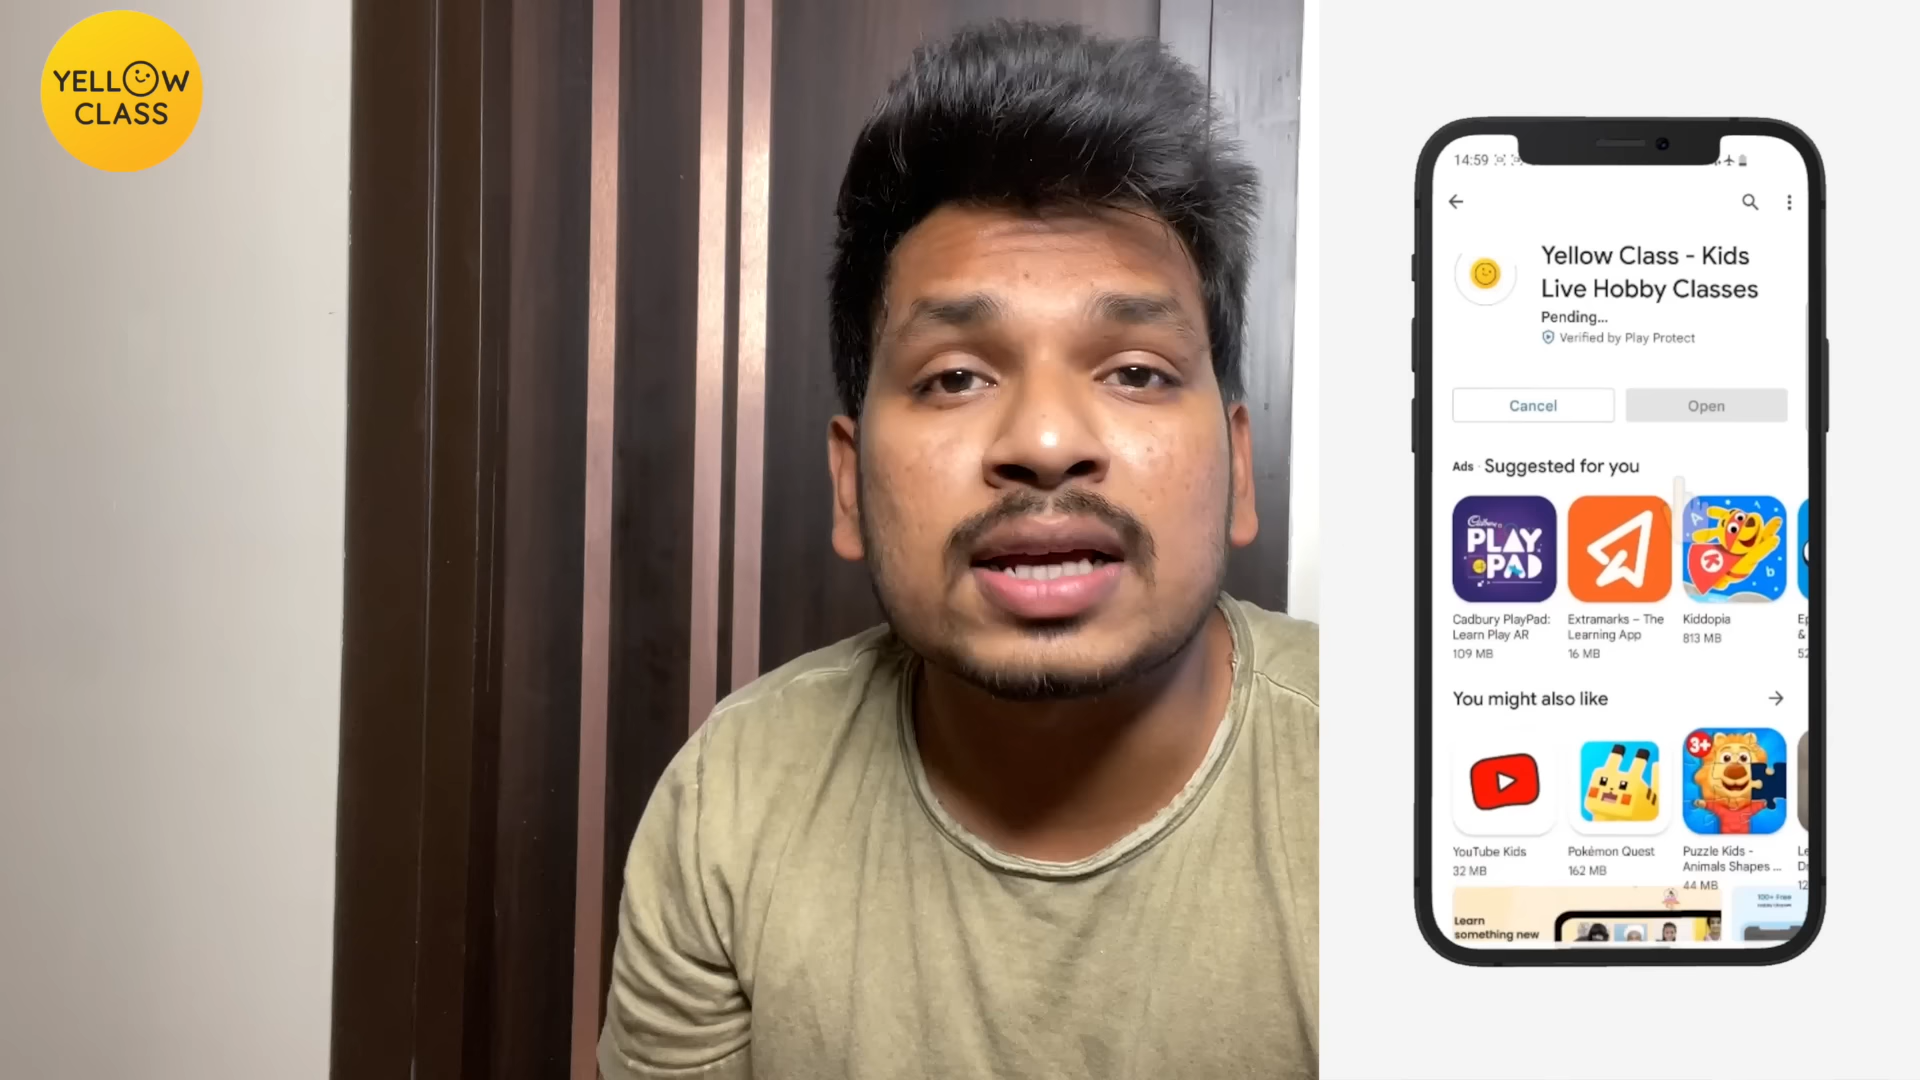 YELLOW
CLASS
14:59
Yellow Class - Kids
Live Hobby Classes
Pending...
Verified by Play Protect
Cancel
Open
Ads · Suggested for you
Cadbury
PLAY
PAD
Cadbury PlayPad:
Learn Play AR
109 MB
Extramarks – The
Learning App
16 MB
Kiddopia
813 MB
You might also like
YouTube Kids
32 MB
Pokémon Quest
162 MB
3+
Puzzle Kids -
Animals Shapes ...
44 MB
Learn
something new
100+ Free